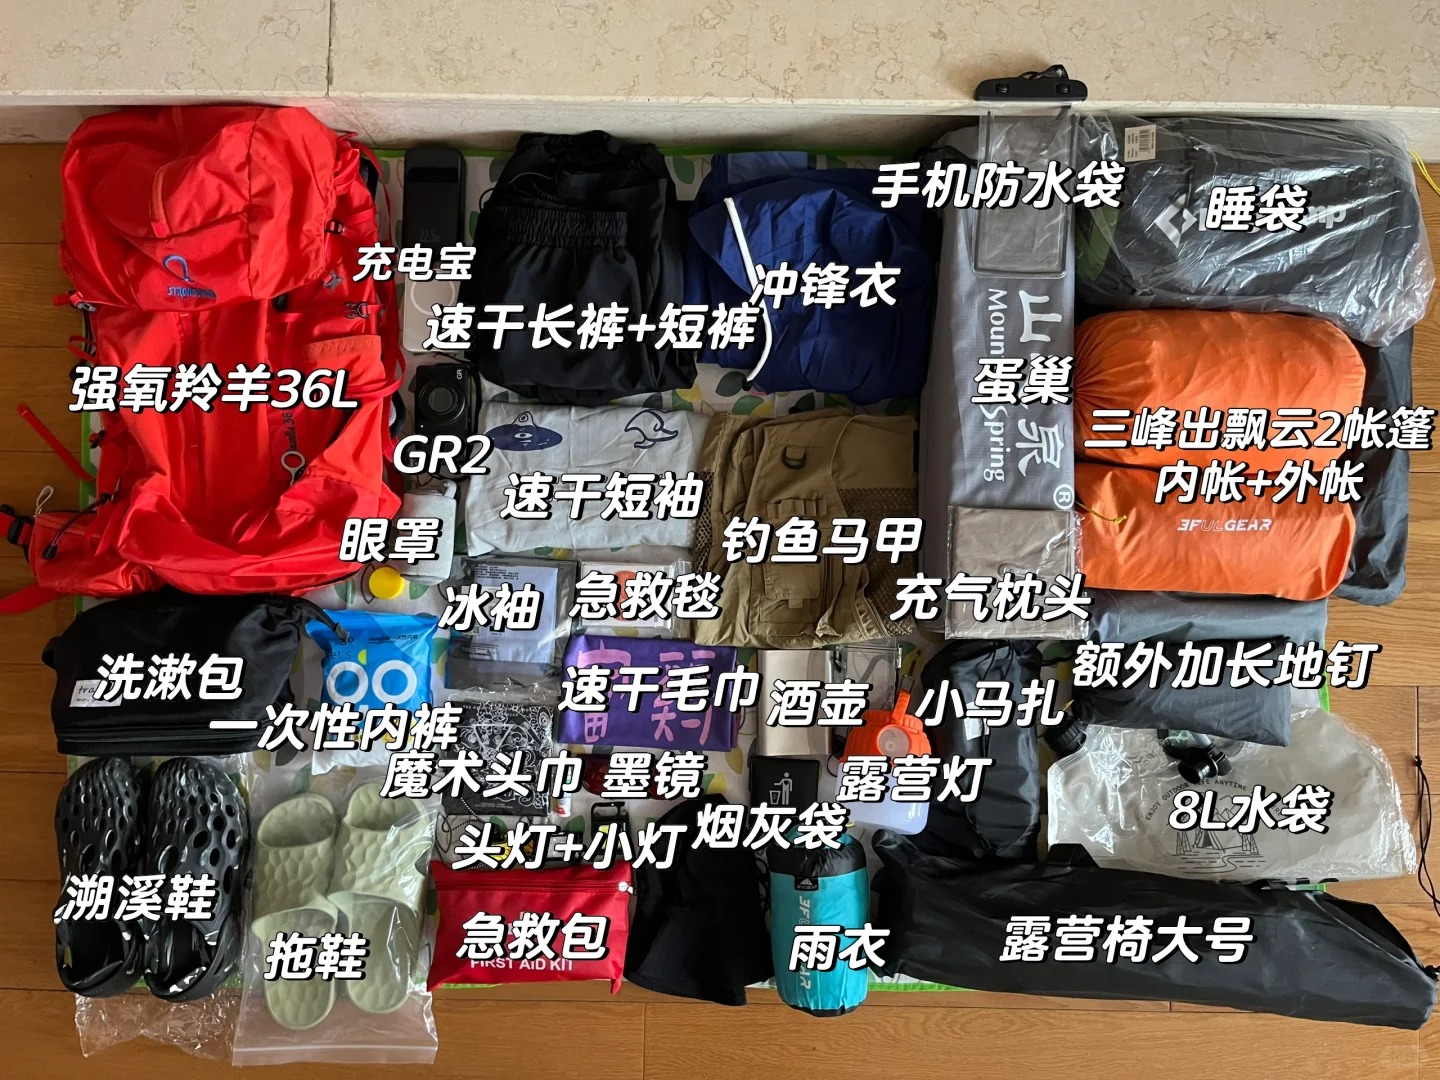 手机防水袋
睡袋
充电宝
冲锋衣
速干长裤+短裤
山
泉
Mount
Spring
®
强氧羚羊36L
蛋巢
三峰出飘云2帐篷
内帐+外帐
3FULGEAR
GR
GR2
速干短袖
眼罩
钓鱼马甲
冰袖
急救毯
充气枕头
洗漱包
一次性内裤
速干毛巾
酒壶
小马扎
额外加长地钉
魔术头巾
墨镜
露营灯
8L水袋
头灯+小灯
烟灰袋
溯溪鞋
拖鞋
急救包
FIRST AID KIT
雨衣
露营椅大号